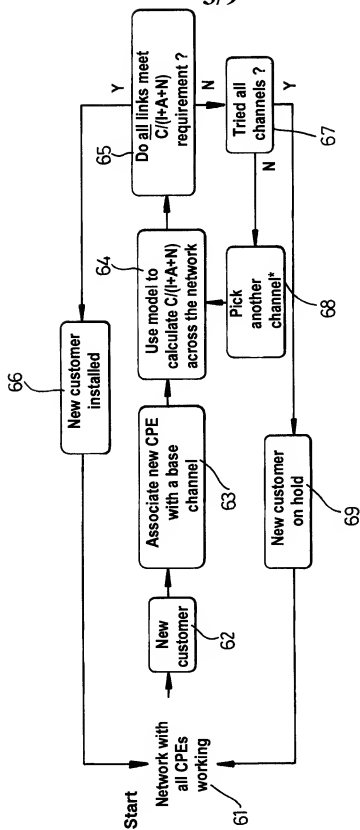 3/9
Start
Network with
all CPEs
working
61
New
customer
62
Associate new CPE
with a base
channel
63
Use model to
calculate C/(I+A+N)
across the network
64
Do all links meet
C/(I+A+N)
requirement ?
65
Y
N
New customer
installed
66
Tried all
channels ?
67
N
Y
Pick
another
channel*
68
New customer
on hold
69